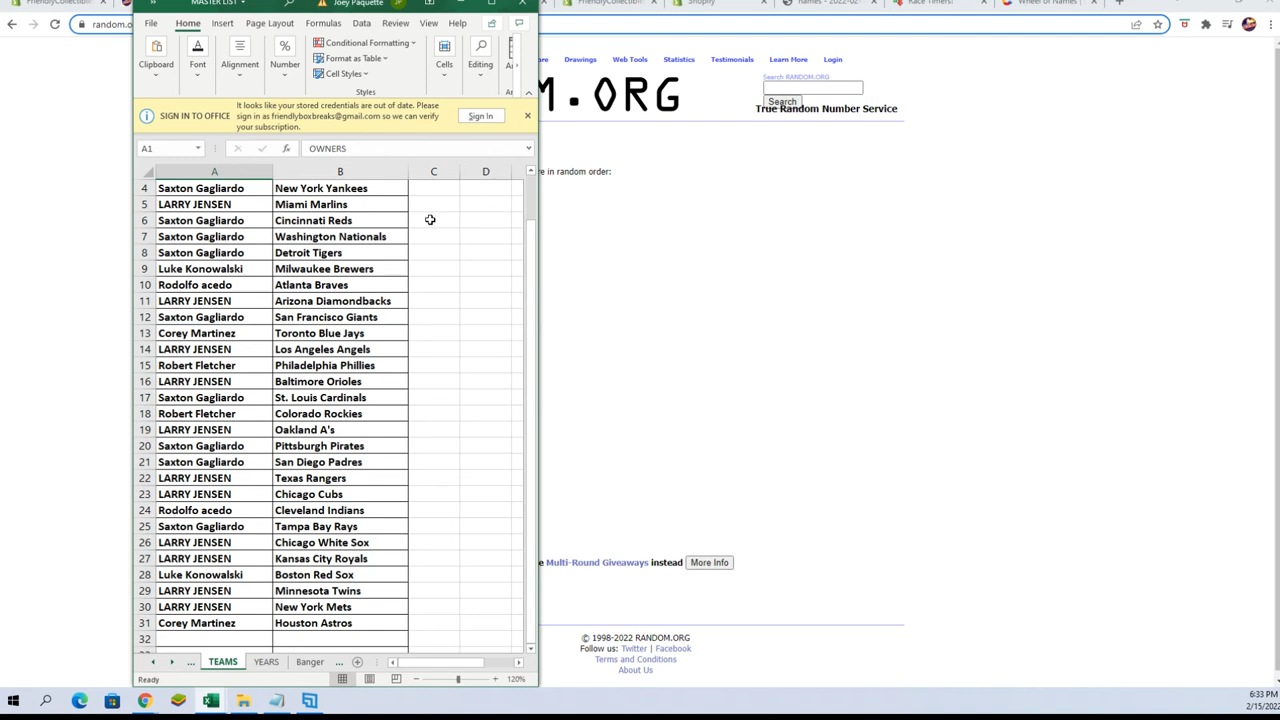 MASTER LIST
Joey Paquette
FriendlyCollectib
Shopify
Race Timers!
Wheel of Names
random.o
File Home Insert Page Layout Formulas Data Review View Help
Clipboard
Font
Alignment
Number
Conditional Formatting
Format as Table
Cell Styles
Styles
Cells
Editing
SIGN IN TO OFFICE
It looks like your stored credentials are out of date. Please
sign in as friendlyboxbreaks@gmail.com so we can verify
your subscription.
Sign In
A1 OWNERS
A B C D
4 Saxton Gagliardo New York Yankees
5 LARRY JENSEN Miami Marlins
6 Saxton Gagliardo Cincinnati Reds
7 Saxton Gagliardo Washington Nationals
8 Saxton Gagliardo Detroit Tigers
9 Luke Konowalski Milwaukee Brewers
10 Rodolfo acedo Atlanta Braves
11 LARRY JENSEN Arizona Diamondbacks
12 Saxton Gagliardo San Francisco Giants
13 Corey Martinez Toronto Blue Jays
14 LARRY JENSEN Los Angeles Angels
15 Robert Fletcher Philadelphia Phillies
16 LARRY JENSEN Baltimore Orioles
17 Saxton Gagliardo St. Louis Cardinals
18 Robert Fletcher Colorado Rockies
19 LARRY JENSEN Oakland A's
20 Saxton Gagliardo Pittsburgh Pirates
21 Saxton Gagliardo San Diego Padres
22 LARRY JENSEN Texas Rangers
23 LARRY JENSEN Chicago Cubs
24 Rodolfo acedo Cleveland Indians
25 Saxton Gagliardo Tampa Bay Rays
26 LARRY JENSEN Chicago White Sox
27 LARRY JENSEN Kansas City Royals
28 Luke Konowalski Boston Red Sox
29 LARRY JENSEN Minnesota Twins
30 LARRY JENSEN New York Mets
31 Corey Martinez Houston Astros
32
... TEAMS YEARS Banger ...
Ready
120%
Drawings Web Tools Statistics Testimonials Learn More Login
Search RANDOM.ORG
Search
M.ORG
True Random Number Service
e in random order:
e Multi-Round Giveaways instead More Info
© 1998-2022 RANDOM.ORG
Follow us: Twitter | Facebook
Terms and Conditions
About Us
6:33 PM
2/15/2022